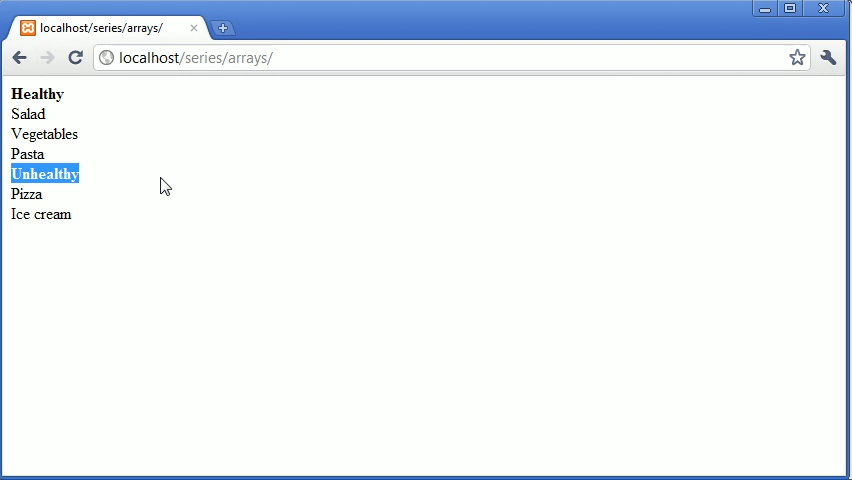 localhost/series/arrays/
localhost/series/arrays/
Healthy
Salad
Vegetables
Pasta
Unhealthy
Pizza
Ice cream